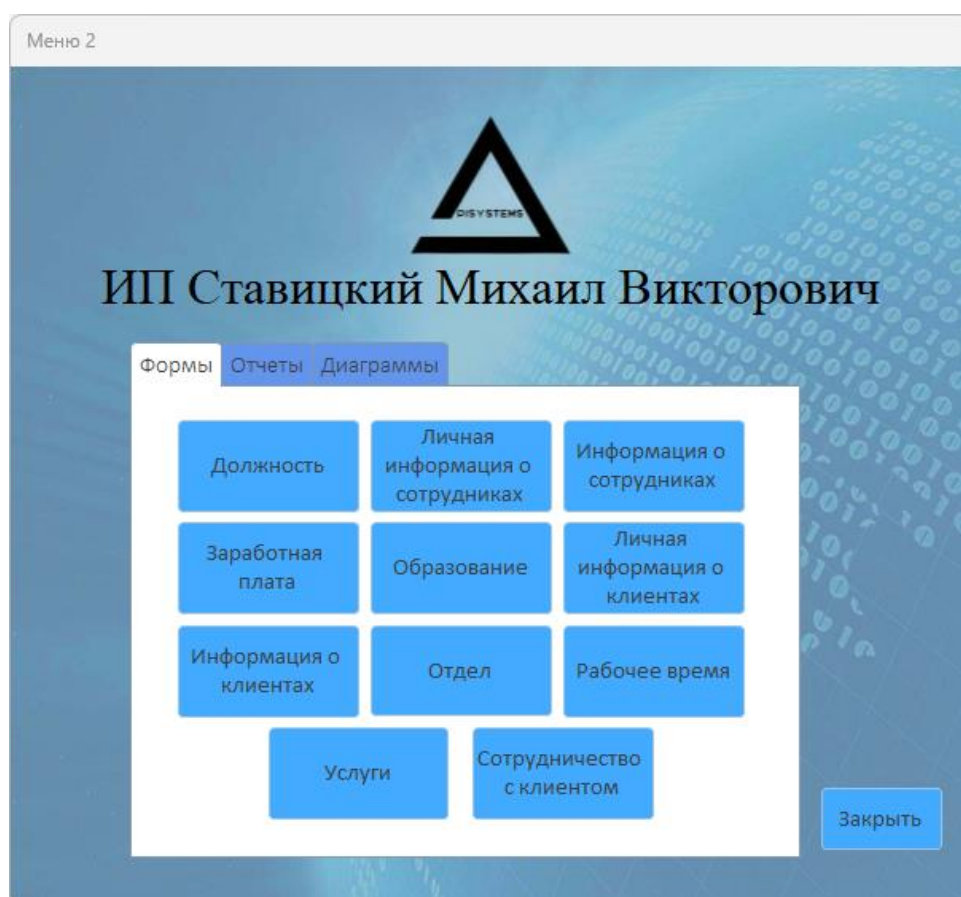 Меню 2
DISYSTEMS
ИП Ставицкий Михаил Викторович
Формы Отчеты Диаграммы
Должность
Личная
информация о
сотрудниках
Информация о
сотрудниках
Заработная
плата
Образование
Личная
информация о
клиентах
Информация о
клиентах
Отдел
Рабочее время
Услуги
Сотрудничество
с клиентом
Закрыть